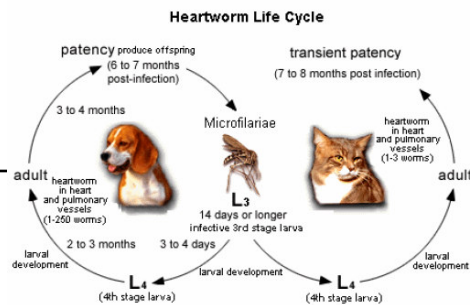 Heartworm Life Cycle
patency produce offspring
(6 to 7 months
post-infection)
transient patency
(7 to 8 months post infection)
3 to 4 months
Microfilariae
adult
heartworm
in heart
and pulmonary
vessels
(1-250 worms)
heartworm
in heart
and pulmonary
vessels
(1-3 worms)
adult
L3
14 days or longer
infective 3rd stage larva
2 to 3 months
3 to 4 days
larval
development
larval development
larval
development
L4
(4th stage larva)
L4
(4th stage larva)